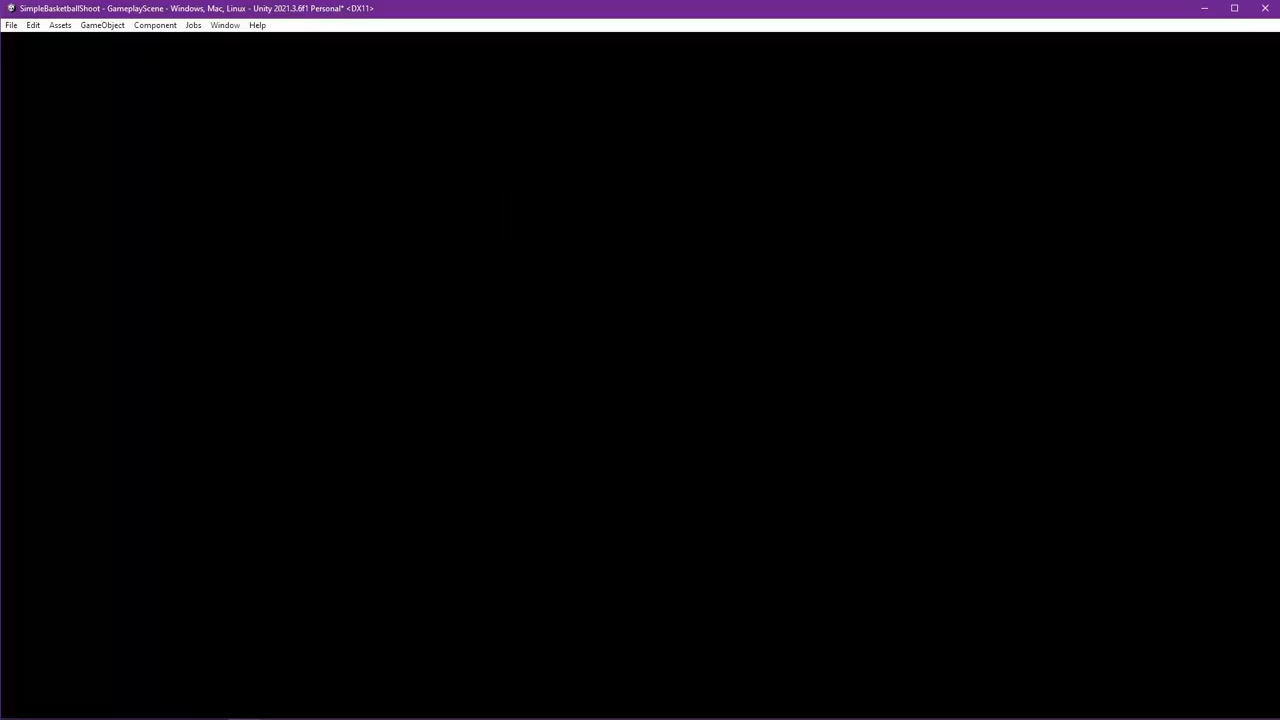 SimpleBasketballShoot - GameplayScene - Windows, Mac, Linux - Unity 2021.3.6f1 Personal* <DX11>
File Edit Assets GameObject Component Jobs Window Help